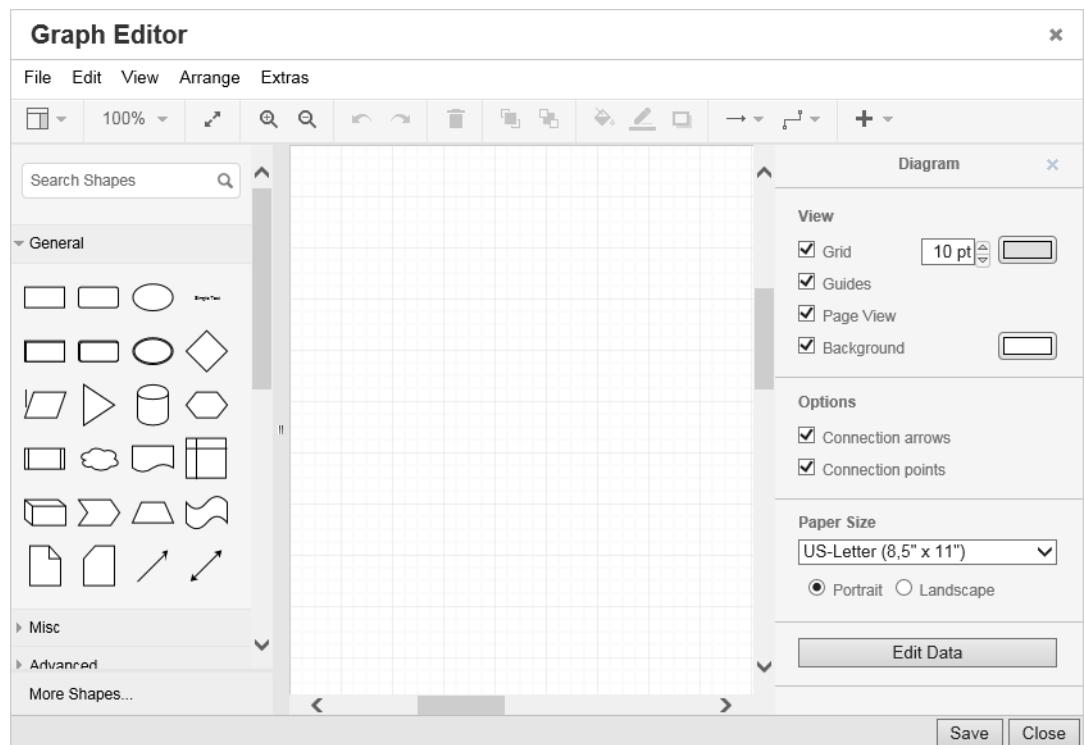 Graph Editor
File Edit View Arrange Extras
100%
Search Shapes
General
Simple Text
Misc
Advanced
More Shapes...
Diagram
View
Grid 10 pt
Guides
Page View
Background
Options
Connection arrows
Connection points
Paper Size
US-Letter (8,5" x 11")
Portrait Landscape
Edit Data
Save Close